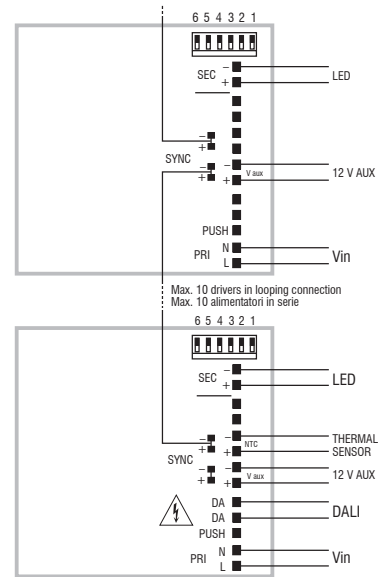 6 5 4 3 2 1
−
SEC
+
LED
−
+
SYNC
−
+
−
V aux
+
12 V AUX
PUSH
N
PRI
L
Vin
Max. 10 drivers in looping connection
Max. 10 alimentatori in serie
6 5 4 3 2 1
−
SEC
+
LED
−
+
−
NTC
+
THERMAL
SENSOR
SYNC
−
+
−
V aux
+
12 V AUX
DA
DA
DALI
PUSH
N
PRI
L
Vin